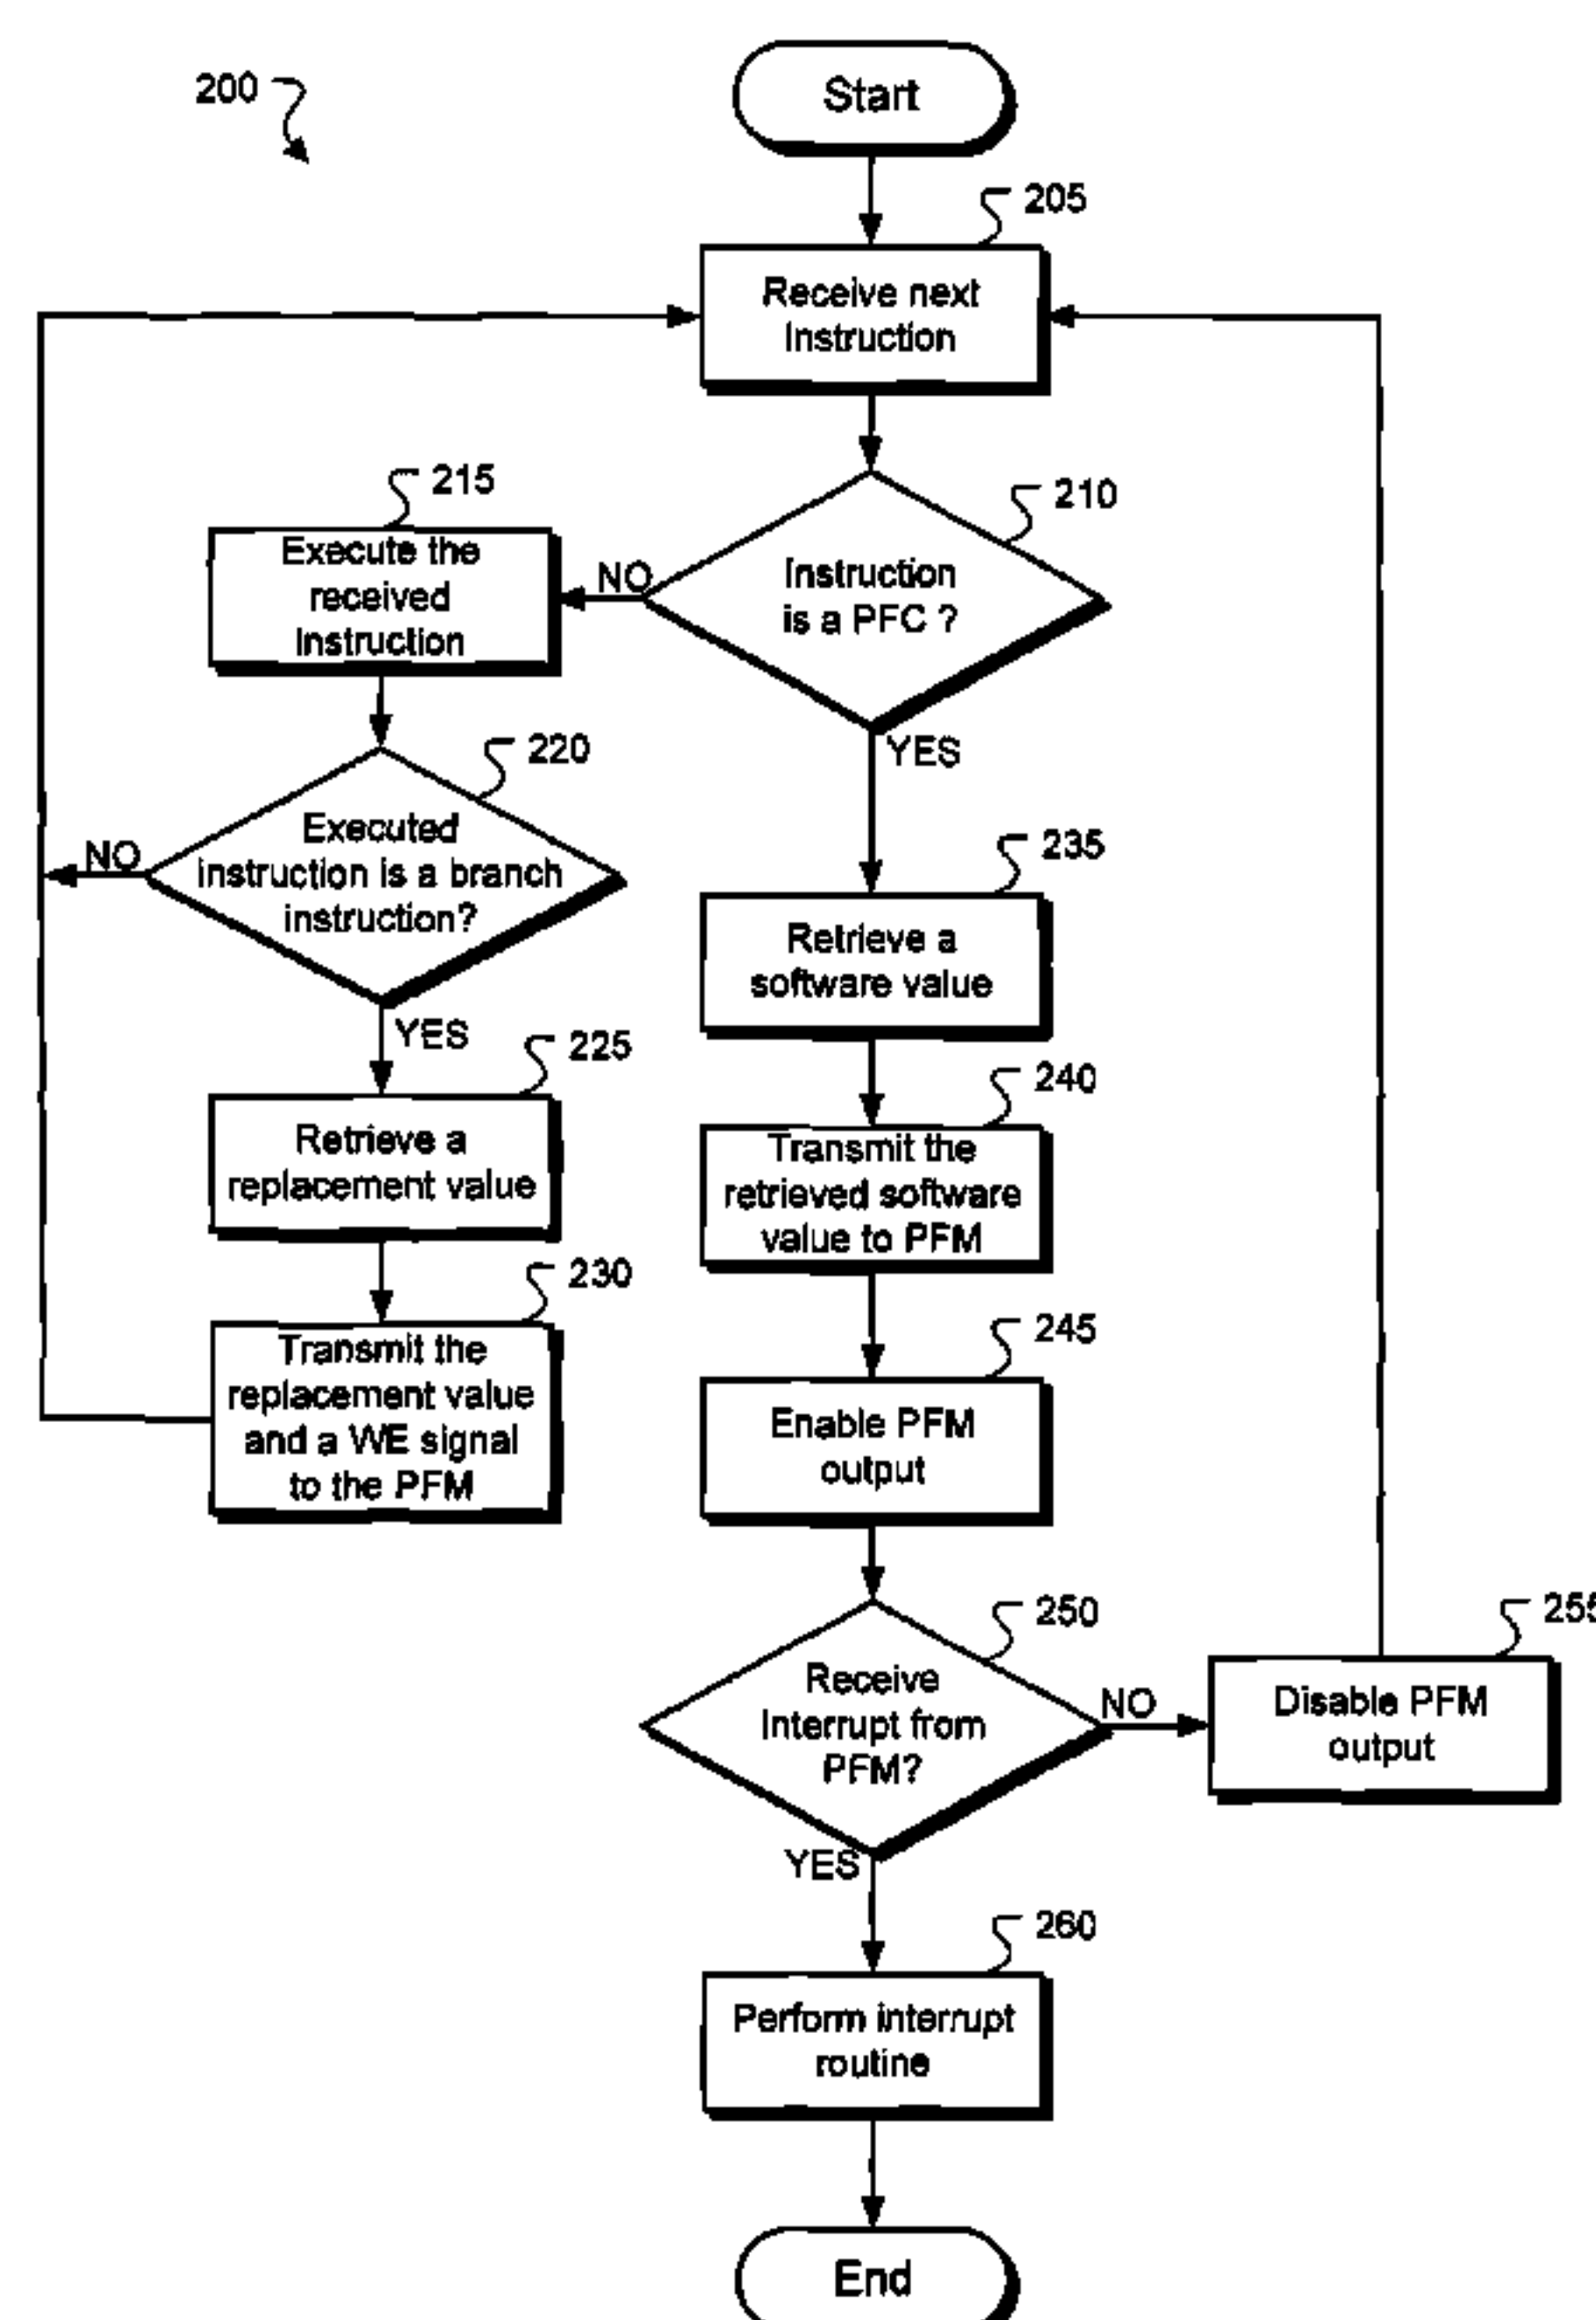 200
Start
205
Receive next
Instruction
210
Instruction
is a PFC ?
NO
YES
215
Execute the
received
Instruction
220
Executed
instruction is a branch
instruction?
NO
YES
225
Retrieve a
replacement value
230
Transmit the
replacement value
and a WE signal
to the PFM
235
Retrieve a
software value
240
Transmit the
retrieved software
value to PFM
245
Enable PFM
output
250
Receive
Interrupt from
PFM?
NO
YES
255
Disable PFM
output
260
Perform interrupt
routine
End